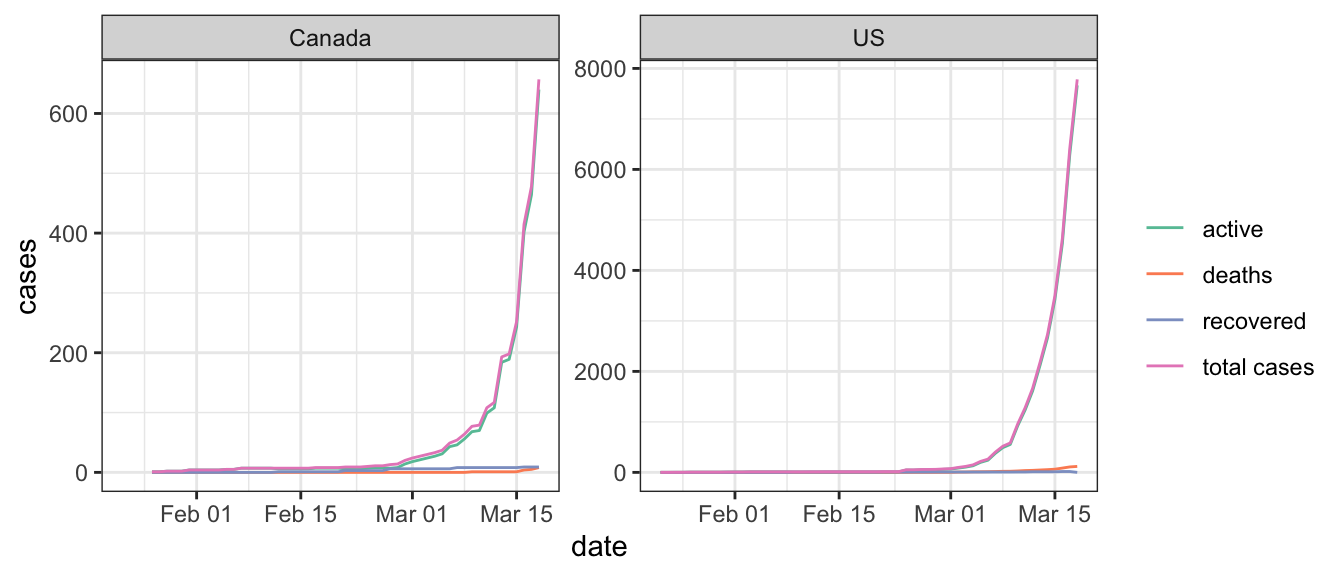 Canada
US
cases
600
400
200
0
8000
6000
4000
2000
0
Feb 01 Feb 15 Mar 01 Mar 15
Feb 01 Feb 15 Mar 01 Mar 15
date
active
deaths
recovered
total cases